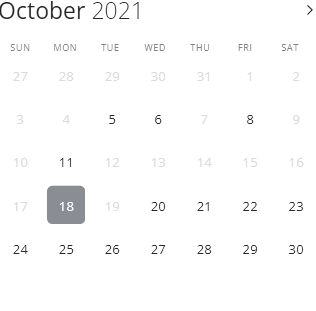 October 2021
SUN MON TUE WED THU FRI SAT
27 28 29 30 31 1 2
3 4 5 6 7 8 9
10 11 12 13 14 15 16
17 18 19 20 21 22 23
24 25 26 27 28 29 30